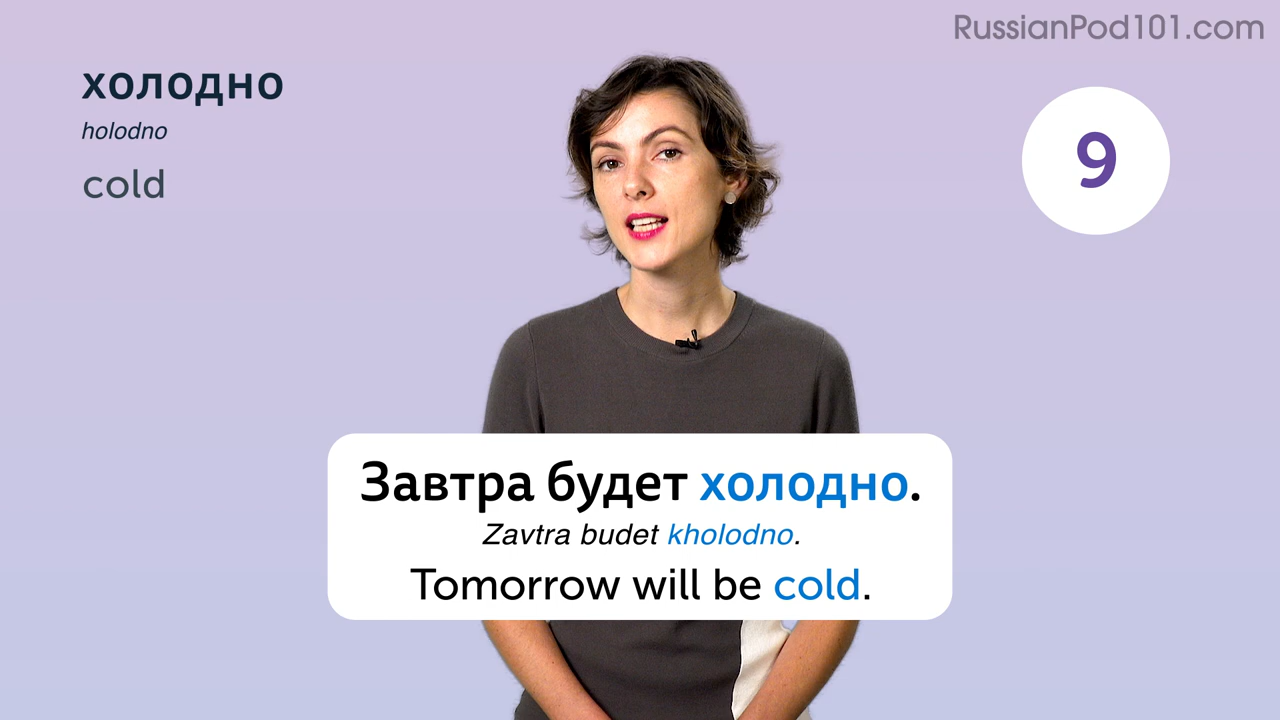 RussianPod101.com
холодно
holodno
cold
9
Завтра будет холодно.
Zavtra budet kholodno.
Tomorrow will be cold.